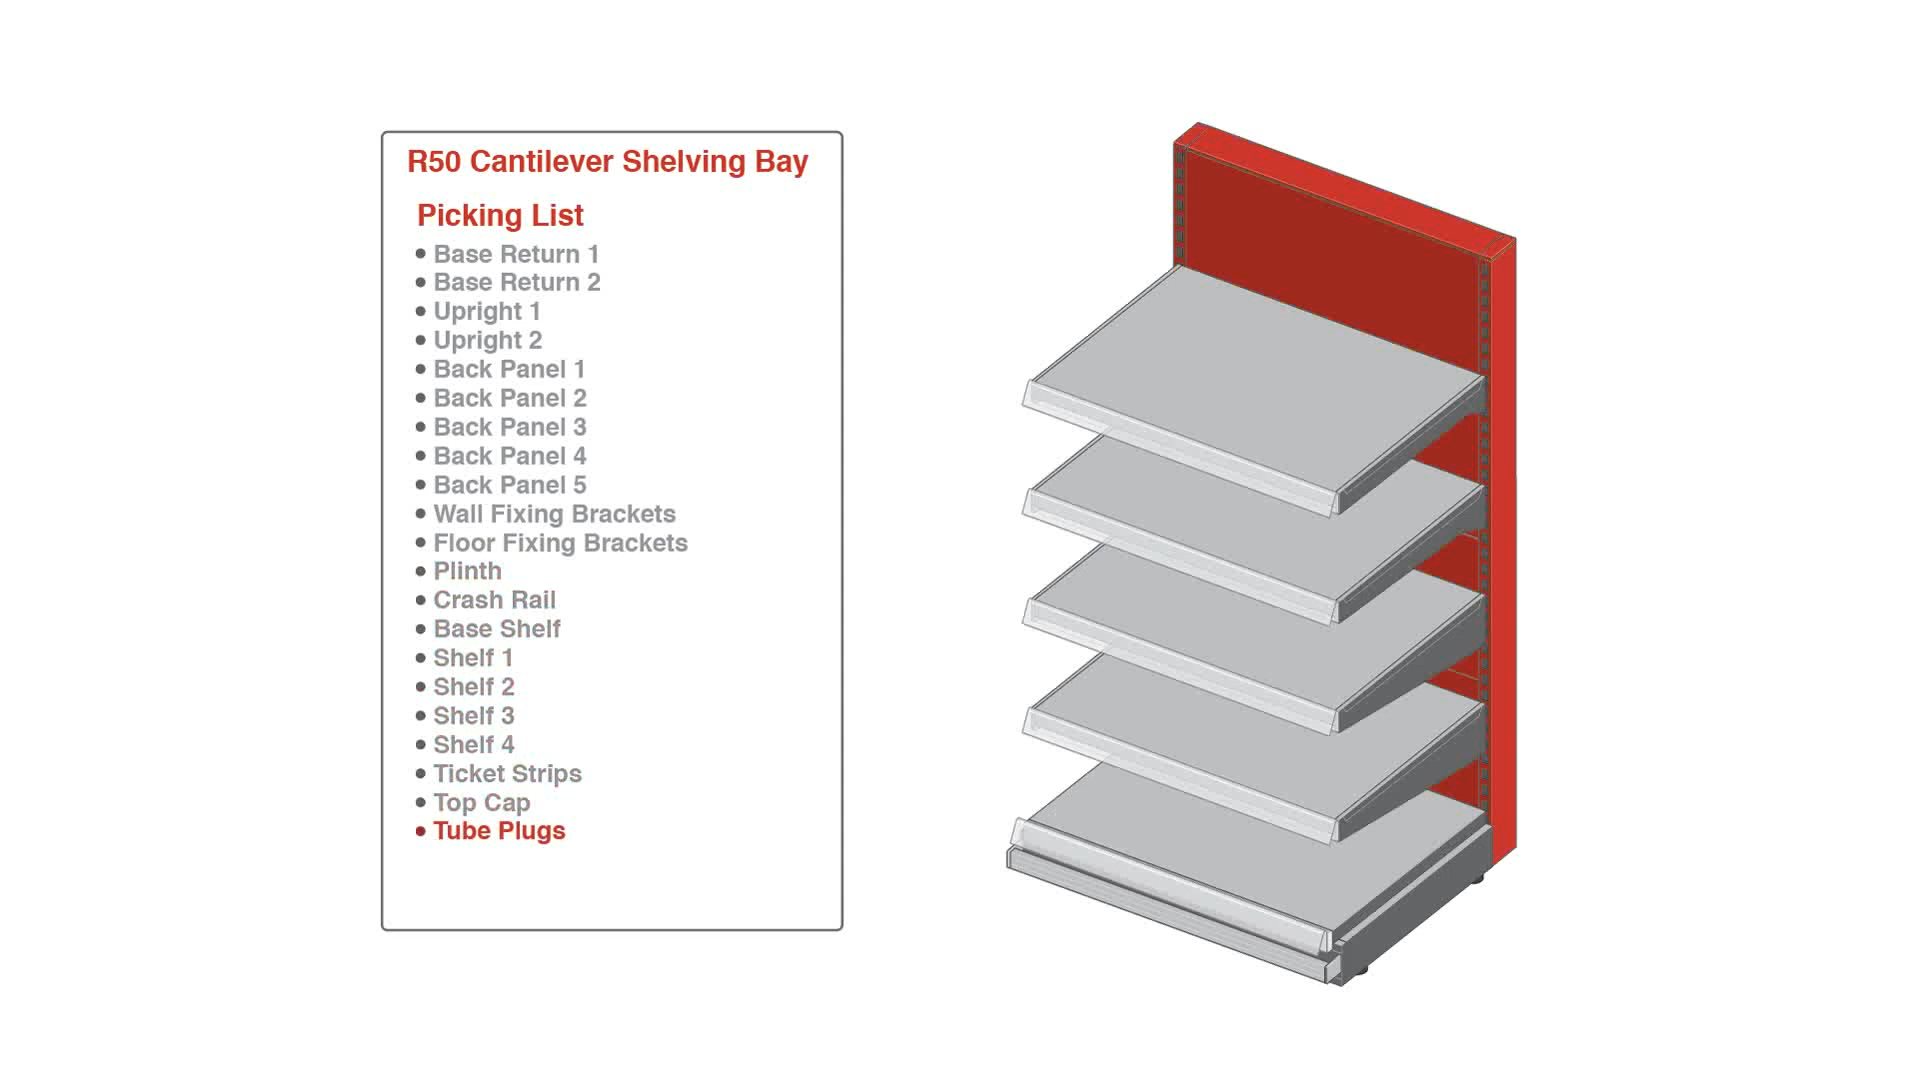 R50 Cantilever Shelving Bay
Picking List
• Base Return 1
• Base Return 2
• Upright 1
• Upright 2
• Back Panel 1
• Back Panel 2
• Back Panel 3
• Back Panel 4
• Back Panel 5
• Wall Fixing Brackets
• Floor Fixing Brackets
• Plinth
• Crash Rail
• Base Shelf
• Shelf 1
• Shelf 2
• Shelf 3
• Shelf 4
• Ticket Strips
• Top Cap
• Tube Plugs